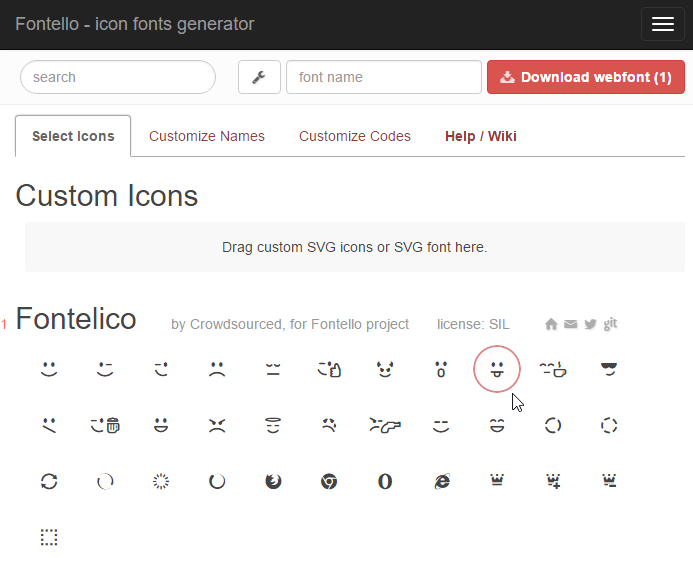 Fontello - icon fonts generator
search font name Download webfont (1)
Select Icons Customize Names Customize Codes Help / Wiki
Custom Icons
Drag custom SVG icons or SVG font here.
1 Fontelico by Crowdsourced, for Fontello project license: SIL git